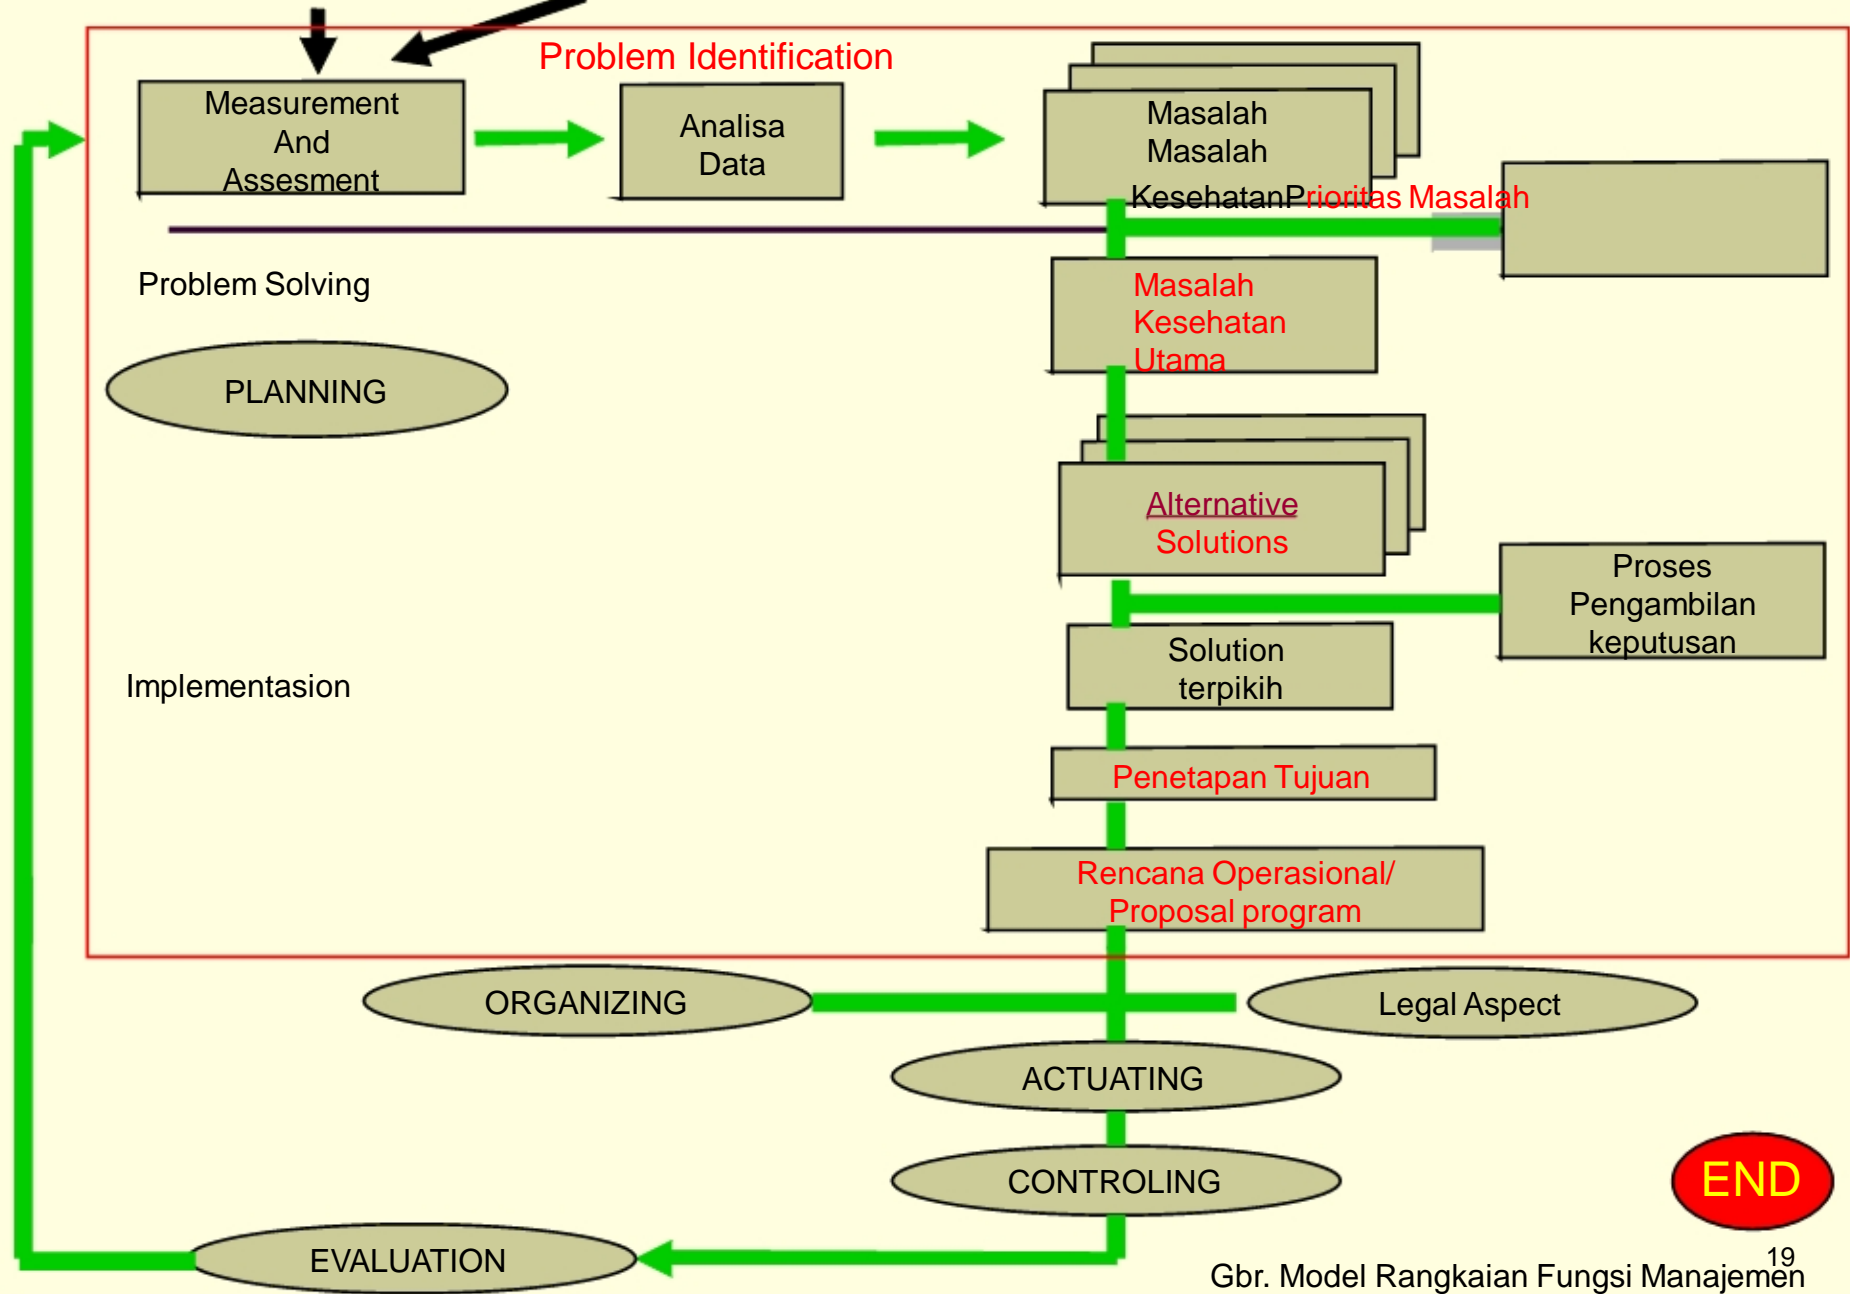 Problem Identification
Measurement
And
Assesment
Analisa
Data
Masalah
Masalah
KesehatanPrioritas Masalah
Problem Solving
Masalah
Kesehatan
Utama
PLANNING
Alternative
Solutions
Proses
Pengambilan
keputusan
Solution
terpikih
Implementasion
Penetapan Tujuan
Rencana Operasional/
Proposal program
ORGANIZING
Legal Aspect
ACTUATING
CONTROLING
END
EVALUATION
19
Gbr. Model Rangkaian Fungsi Manajemen